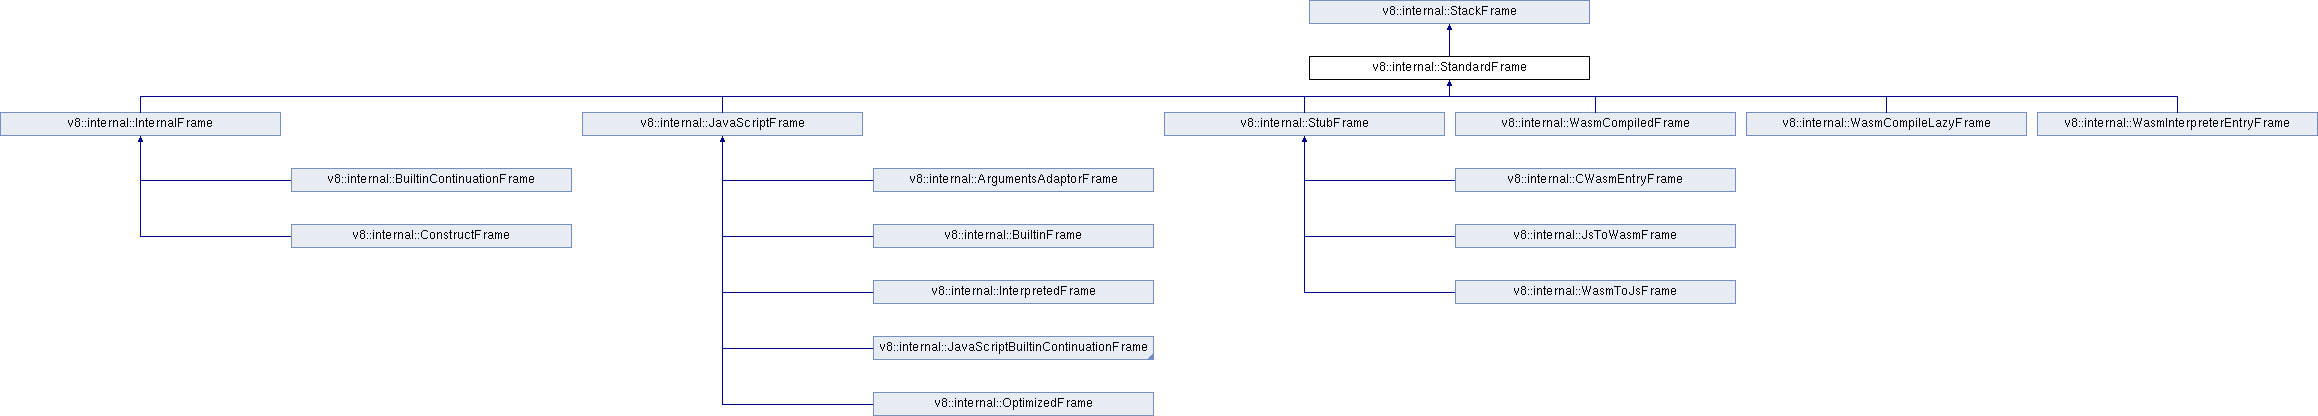 v8::internal::StackFrame
v8::internal::StandardFrame
v8::internal::InternalFrame
v8::internal::JavaScriptFrame
v8::internal::StubFrame
v8::internal::WasmCompiledFrame
v8::internal::WasmCompileLazyFrame
v8::internal::WasmInterpreterEntryFrame
v8::internal::BuiltinContinuationFrame
v8::internal::ArgumentsAdaptorFrame
v8::internal::CWasmEntryFrame
v8::internal::ConstructFrame
v8::internal::BuiltinFrame
v8::internal::JsToWasmFrame
v8::internal::InterpretedFrame
v8::internal::WasmToJsFrame
v8::internal::JavaScriptBuiltinContinuationFrame
v8::internal::OptimizedFrame